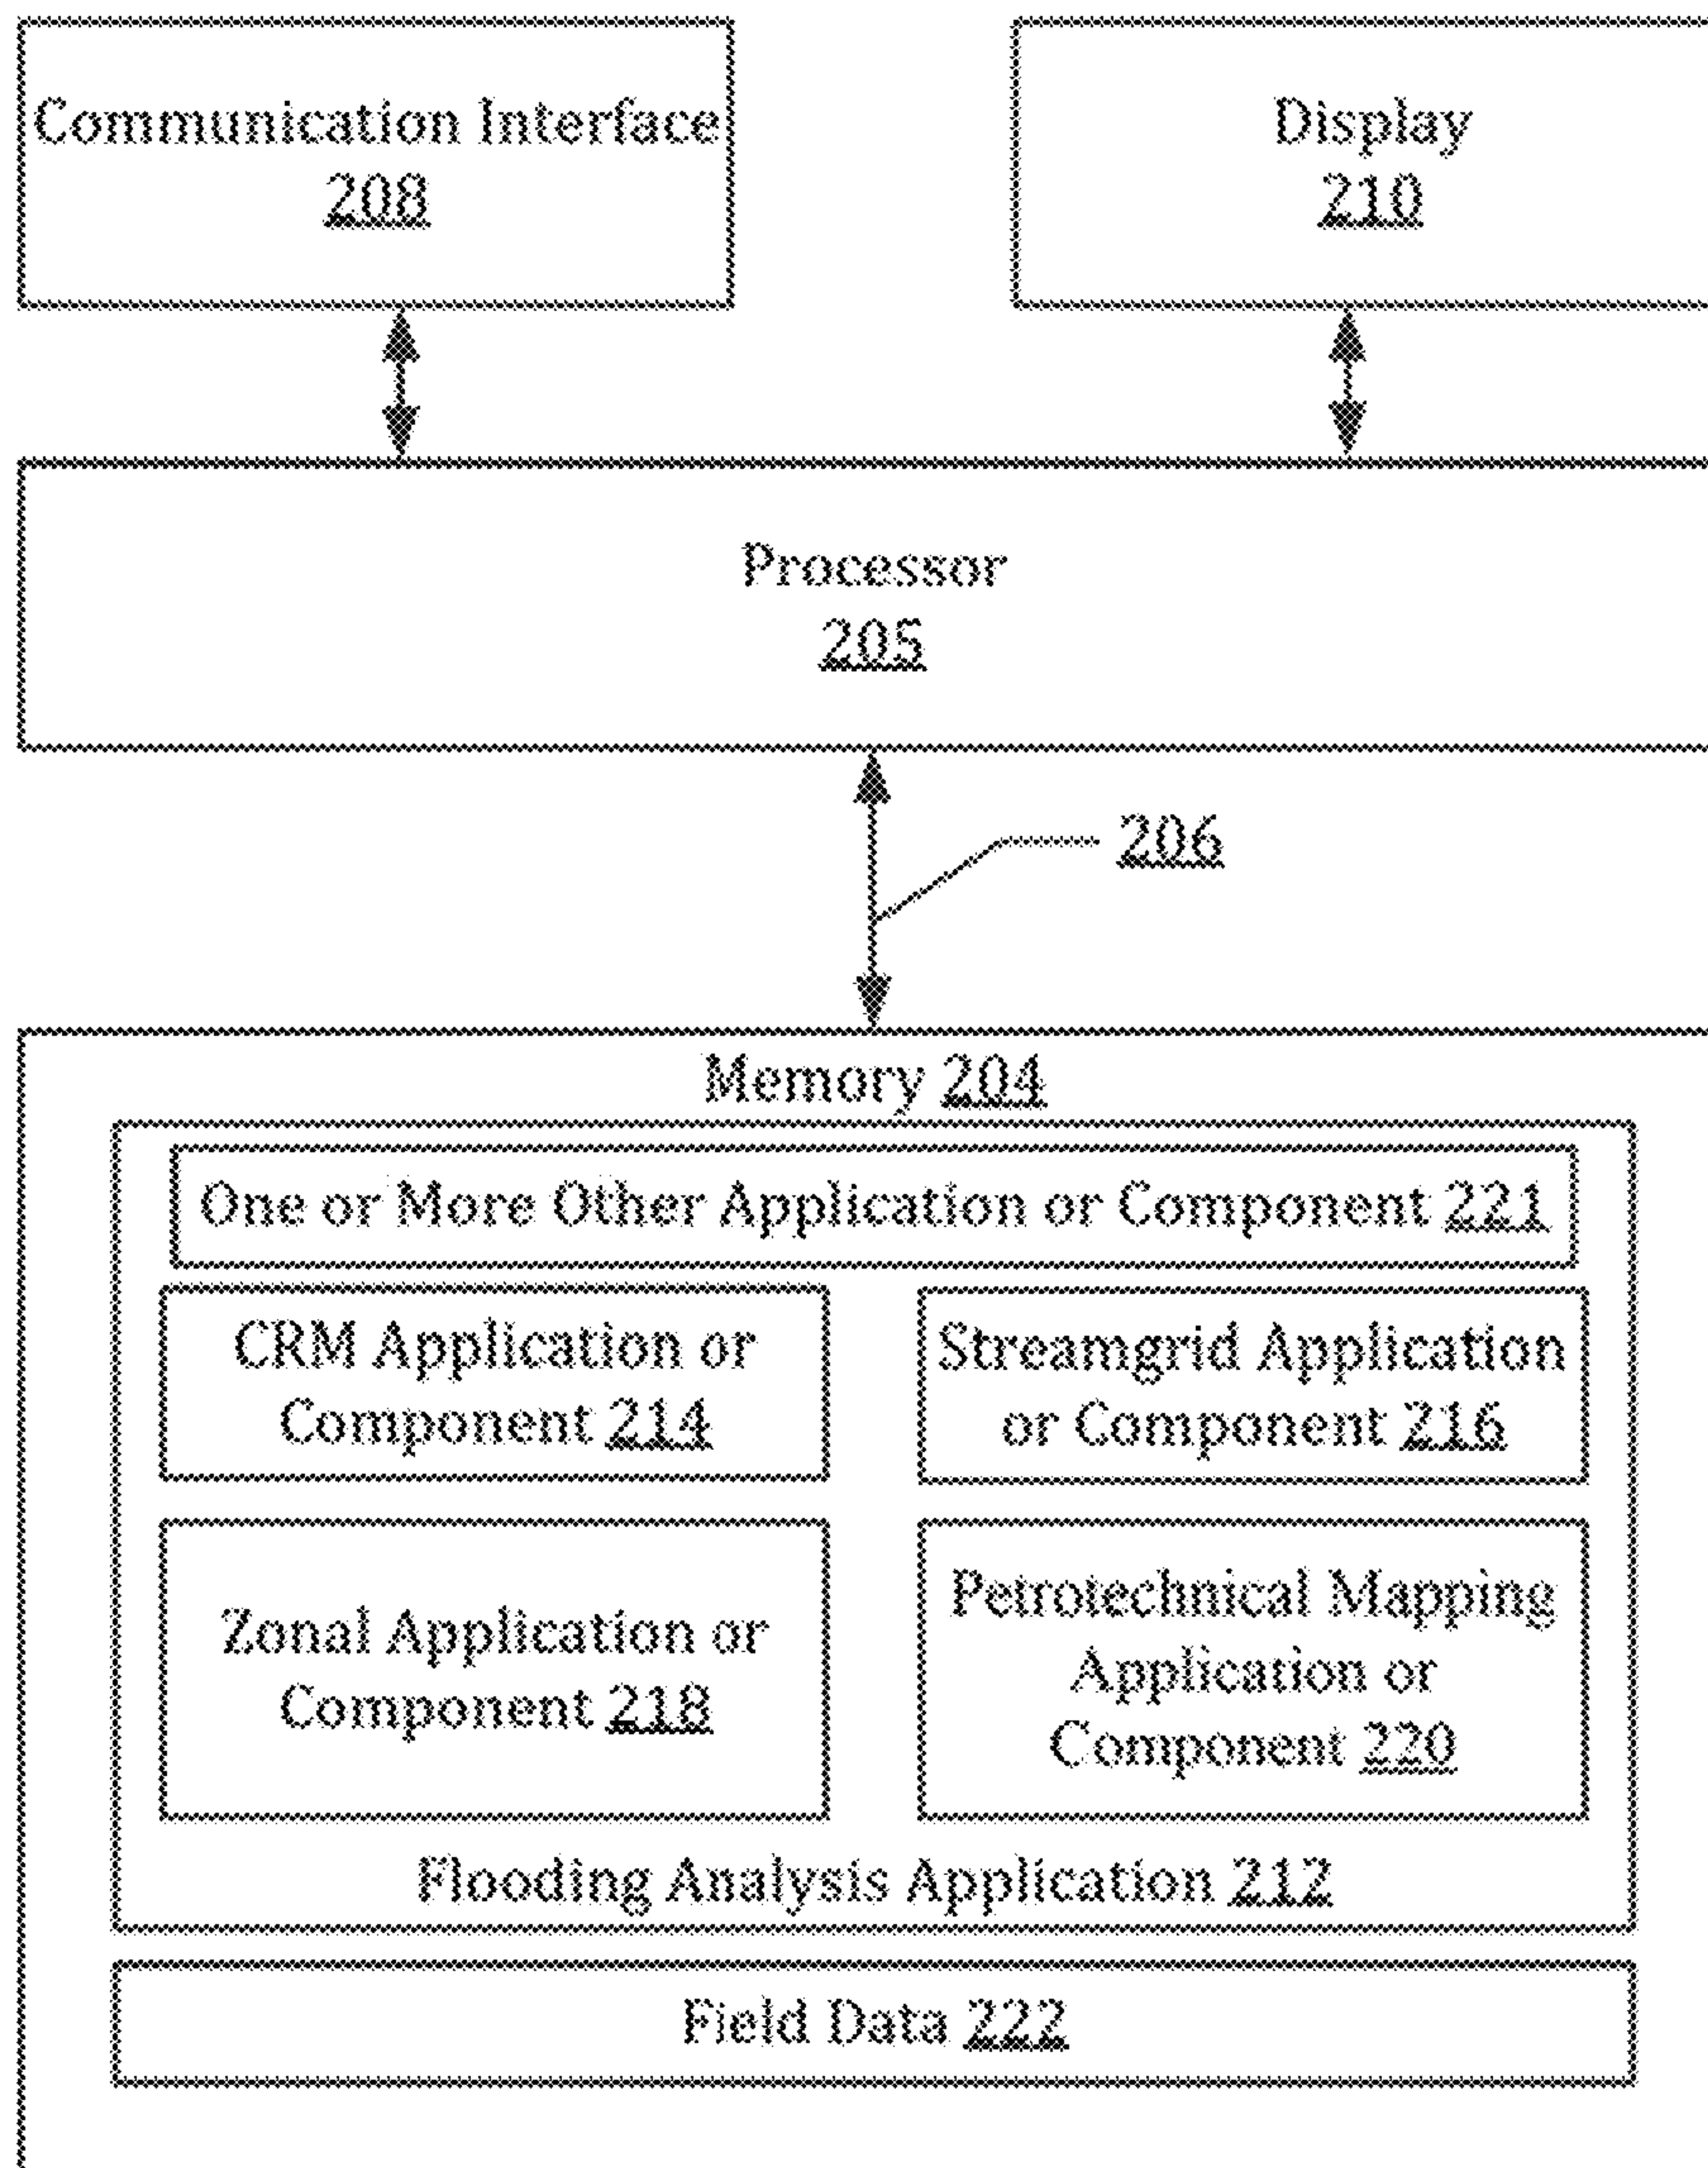 Communication Interface
208
Display
210
Processor
205
206
Memory 204
One or More Other Application or Component 221
CRM Application or
Component 214
Streamgrid Application
or Component 216
Zonal Application or
Component 218
Petrotechnical Mapping
Application or
Component 220
Flooding Analysis Application 212
Field Data 222